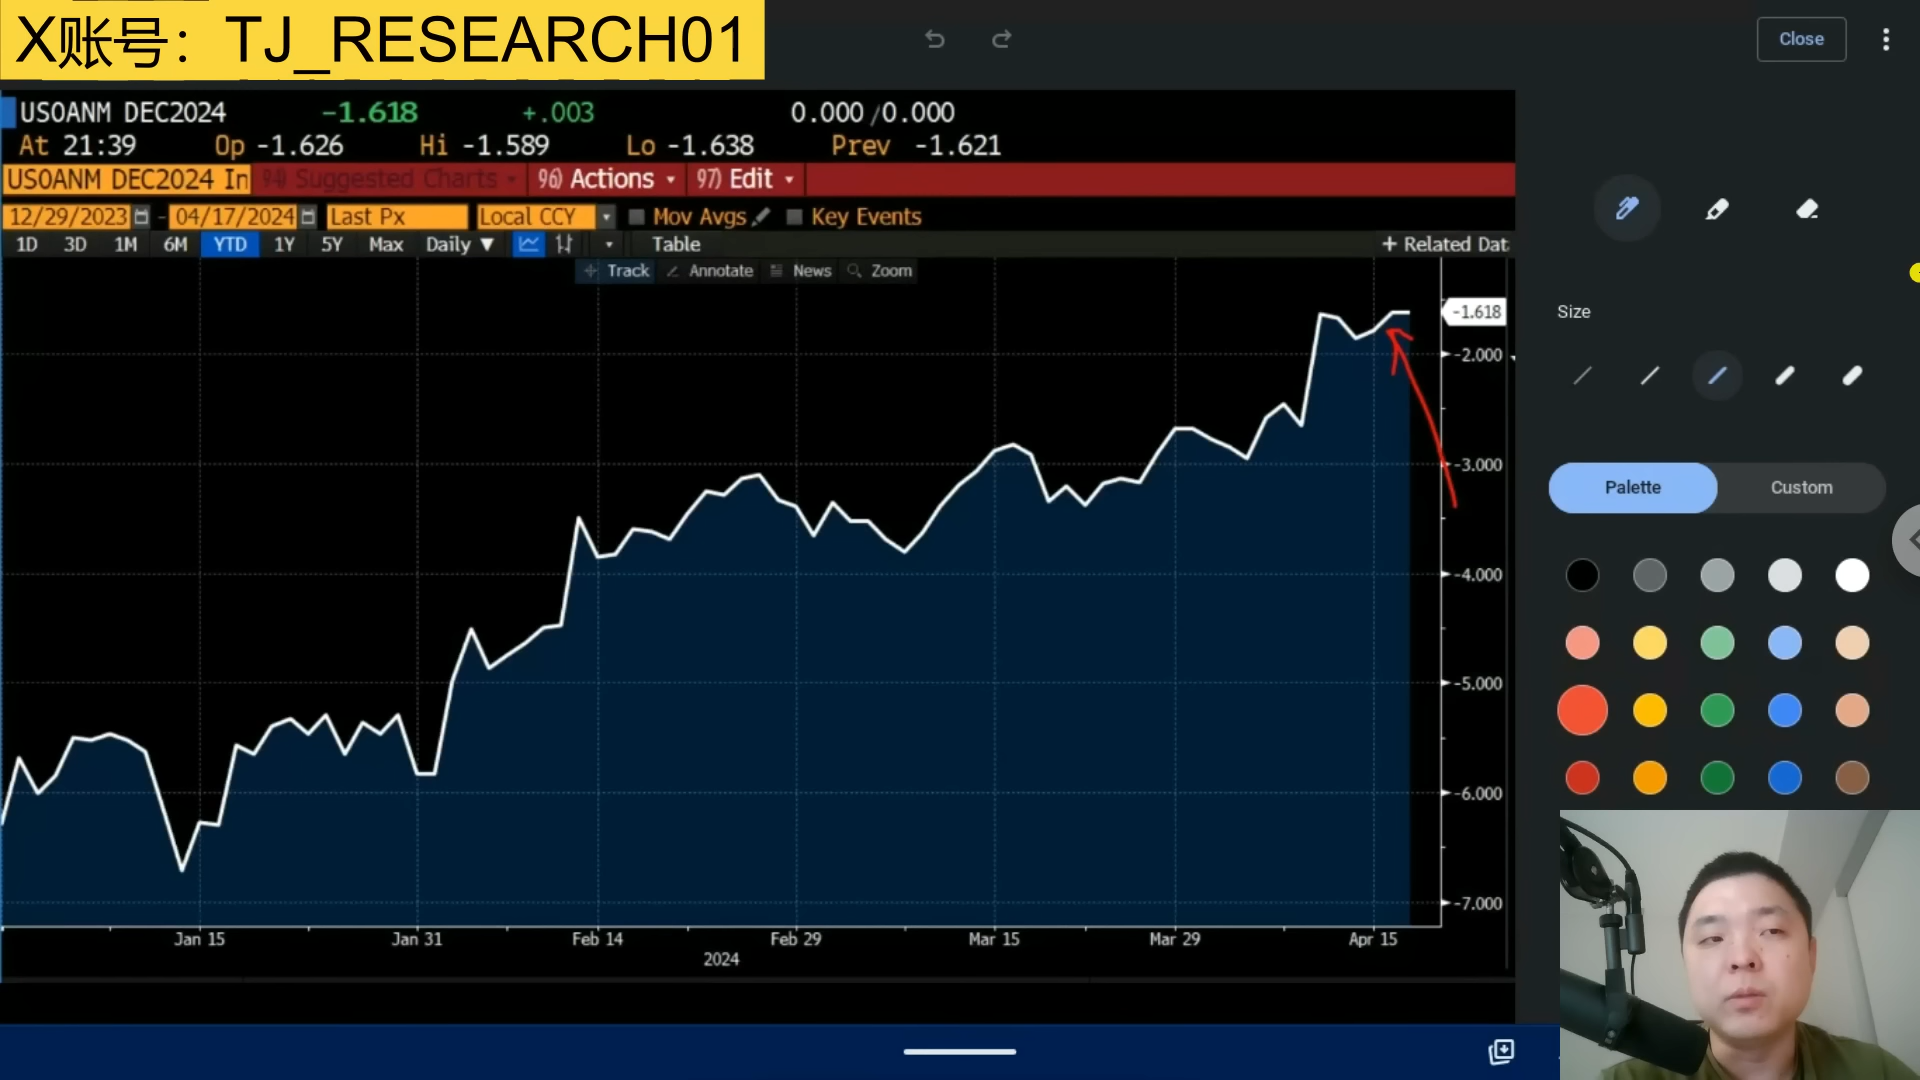 X账号：TJ_RESEARCH01
Close
US0ANM DEC2024 -1.618 +.003 0.000/0.000
At 21:39 Op -1.626 Hi -1.589 Lo -1.638 Prev -1.621
US0ANM DEC2024 In 94) Suggested Charts 96) Actions 97) Edit
12/29/2023 - 04/17/2024 Last Px Local CCY Mov Avgs Key Events
1D 3D 1M 6M YTD 1Y 5Y Max Daily ▼ Table + Related Dat
Track Annotate News Zoom
-1.618
-2.000
-3.000
-4.000
-5.000
-6.000
-7.000
Jan 15 Jan 31 Feb 14 Feb 29 Mar 15 Mar 29 Apr 15
2024
Size
Palette Custom